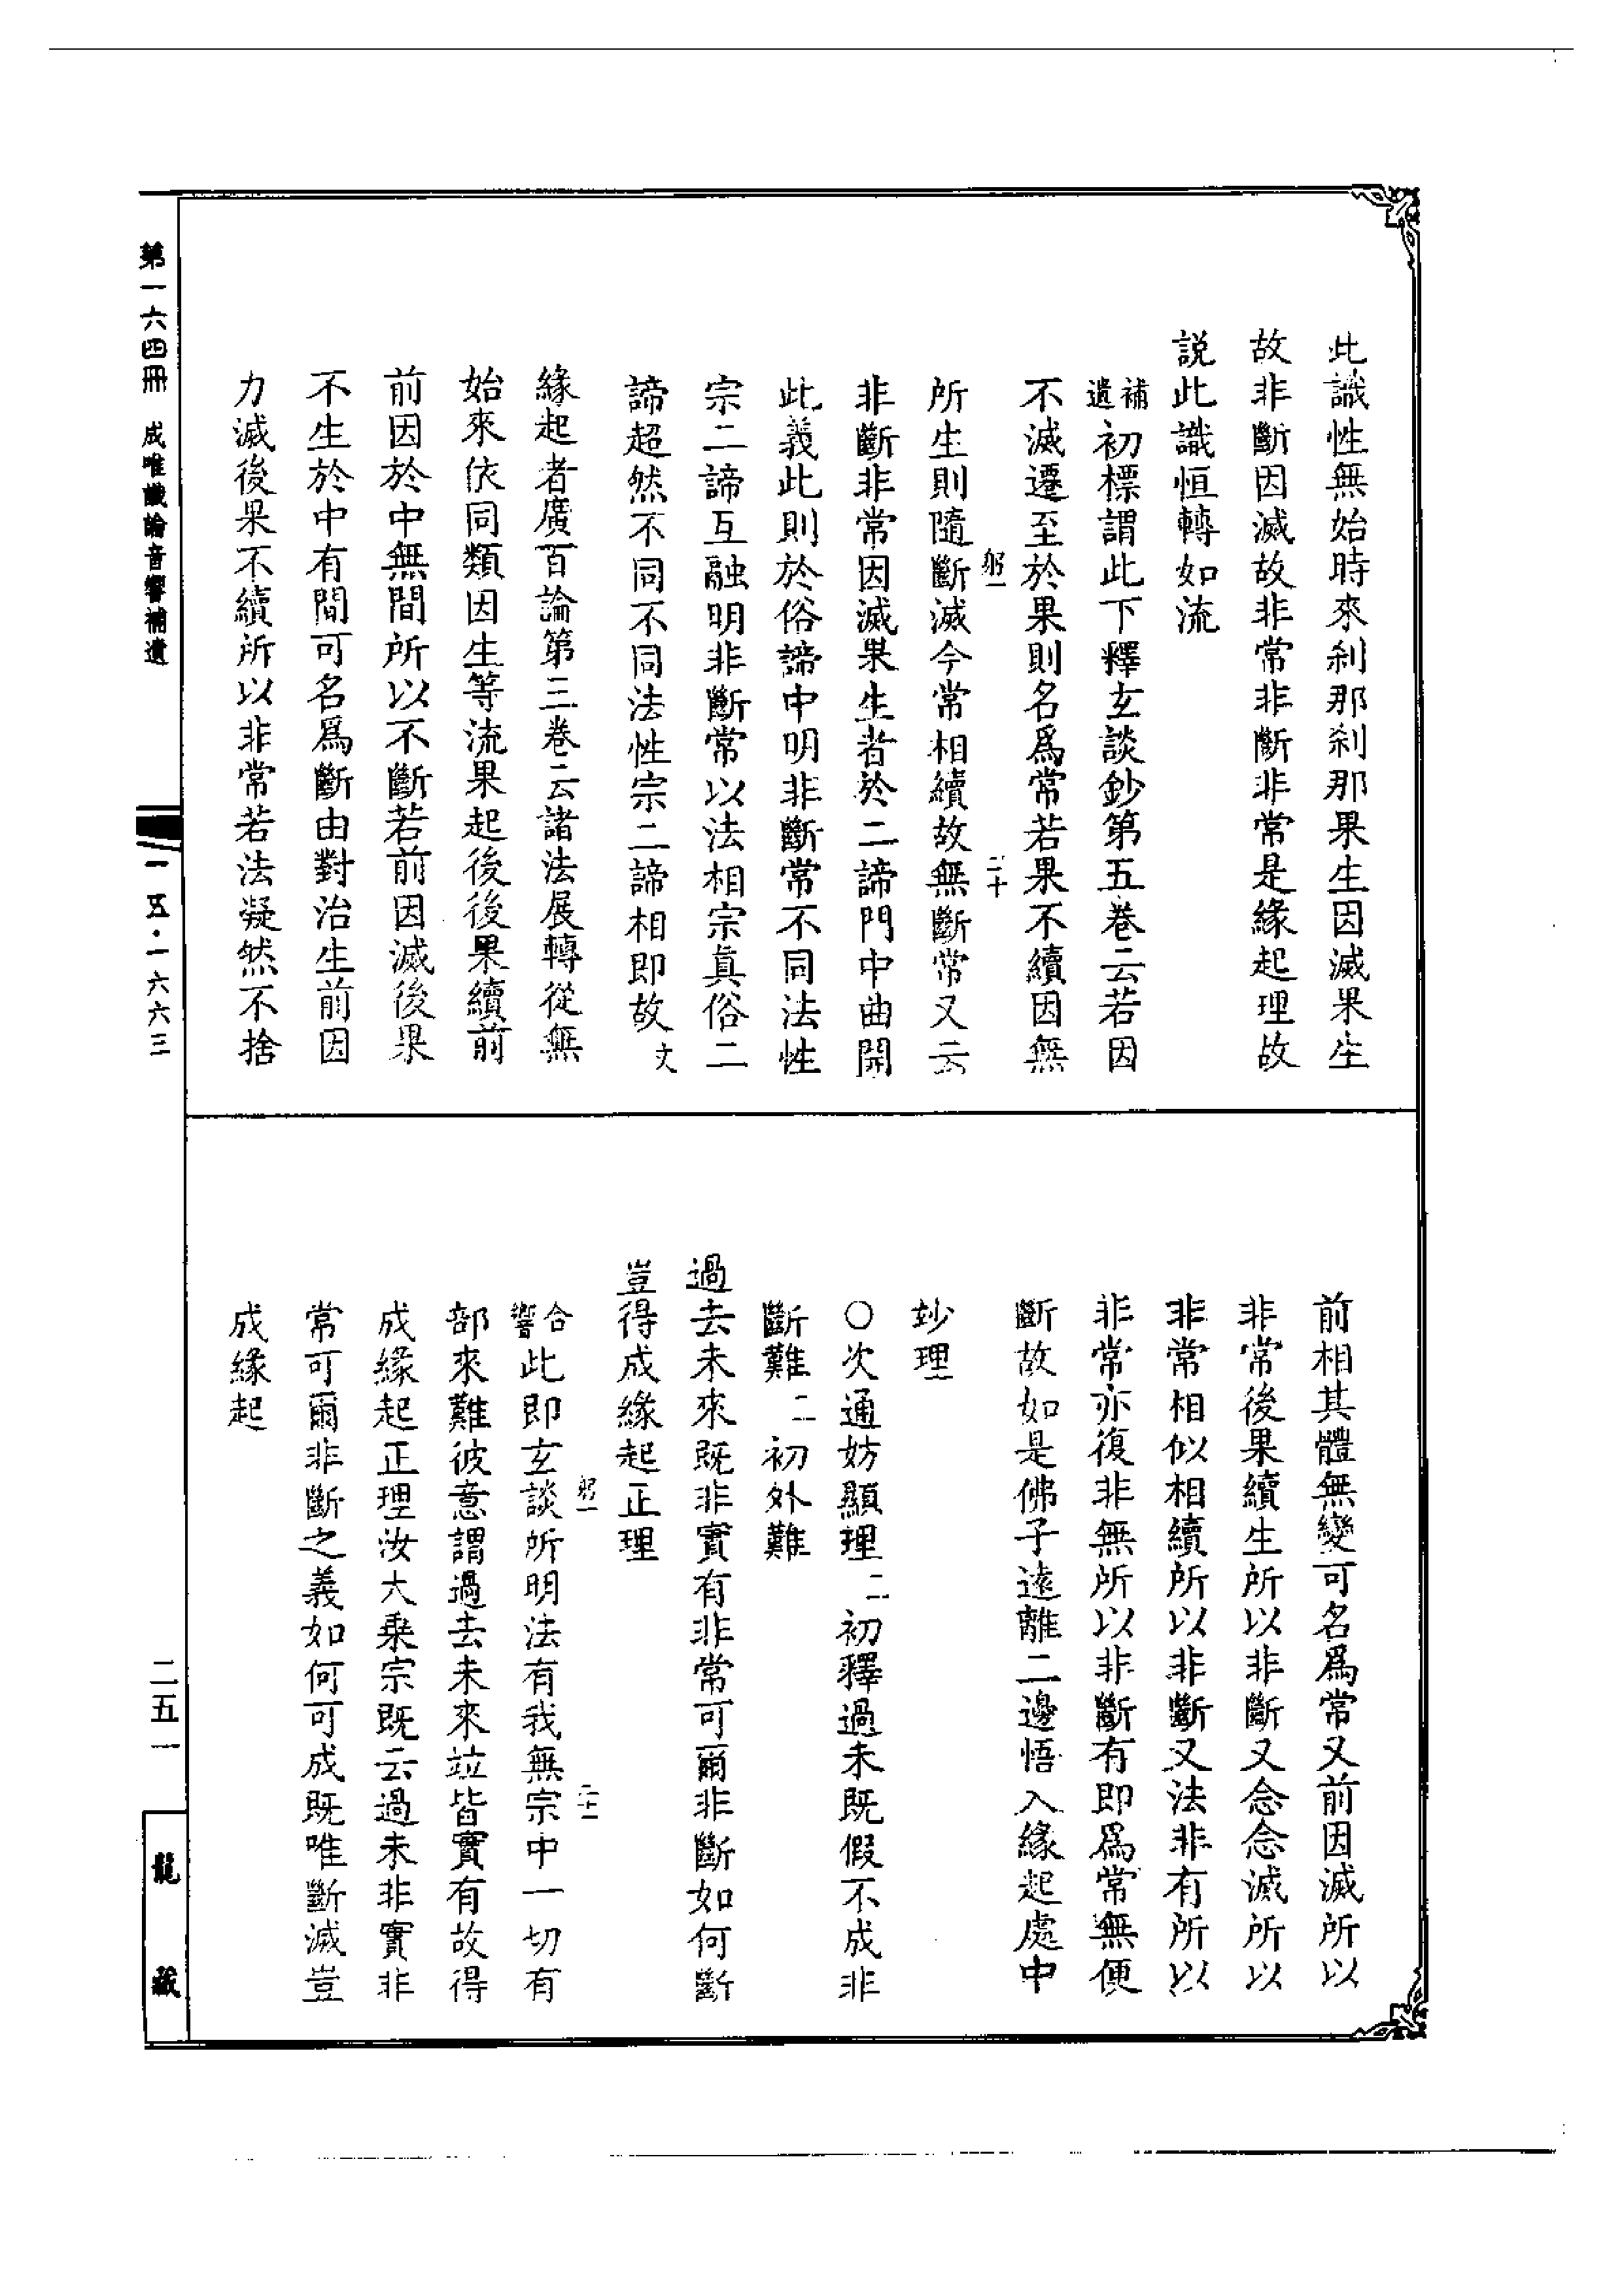 此識性無始時來刹那刹那果生因滅果生
故非斷因滅故非常非斷非常是緣起理故
説此識恒轉如流
補遺初標謂此下釋玄談鈔第五卷云若因
不滅遷至於果則名爲常若果不續因無
躬一 二十
所生則隨斷滅今常相續故無斷常又云
非斷非常因滅果生者於二諦門中曲開
此義此則於俗諦中明非斷常不同法性
宗二諦互融明非斷常以法相宗真俗二
諦超然不同不同法性宗二諦相即故文
緣起者廣百論第三卷云諸法展轉從無
始來依同類因生等流果起後後果續前
前因於中無間所以不斷若前因滅後果
不生於中有間可名爲斷由對治生前因
力滅後果不續所以非常若法凝然不捨
前相其體無變可名爲常又前因滅所以
非常後果續生所以非斷又念念滅所以
非常相似相續所以非斷又法非有所以
非常亦復非無所以非斷有即爲常無便
斷故如是佛子遠離二邊悟入緣起處中
妙理
○次通妨顯理二初釋過未既假不成非
斷難二初外難
過去未來既非實有非常可爾非斷如何斷
豈得成緣起正理
躬一 二十一
合響此即玄談所明法有我無宗中一切有
部來難彼意謂過去未來竝皆實有故得
成緣起正理汝大乘宗既云過未非實非
常可爾非斷之義如何可成既唯斷滅豈
成緣起
第一六四冊 成唯識論音響補遺
一五·一六六三
二五一
龍藏